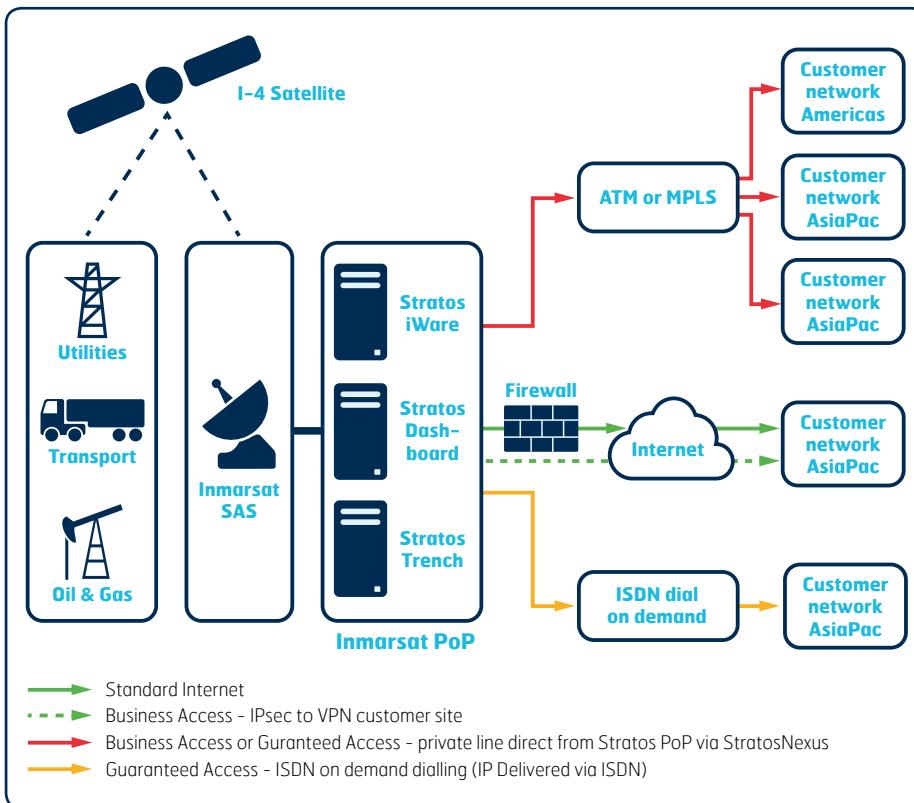 I-4 Satellite
Utilities
Transport
Oil & Gas
Inmarsat
SAS
Stratos
iWare
Stratos
Dash-
board
Stratos
Trench
Inmarsat PoP
ATM or MPLS
Customer
network
Americas
Customer
network
AsiaPac
Customer
network
AsiaPac
Firewall
Internet
Customer
network
AsiaPac
ISDN dial
on demand
Customer
network
AsiaPac
Standard Internet
Business Access - IPsec to VPN customer site
Business Access or Guranteed Access - private line direct from Stratos PoP via StratosNexus
Guaranteed Access - ISDN on demand dialling (IP Delivered via ISDN)